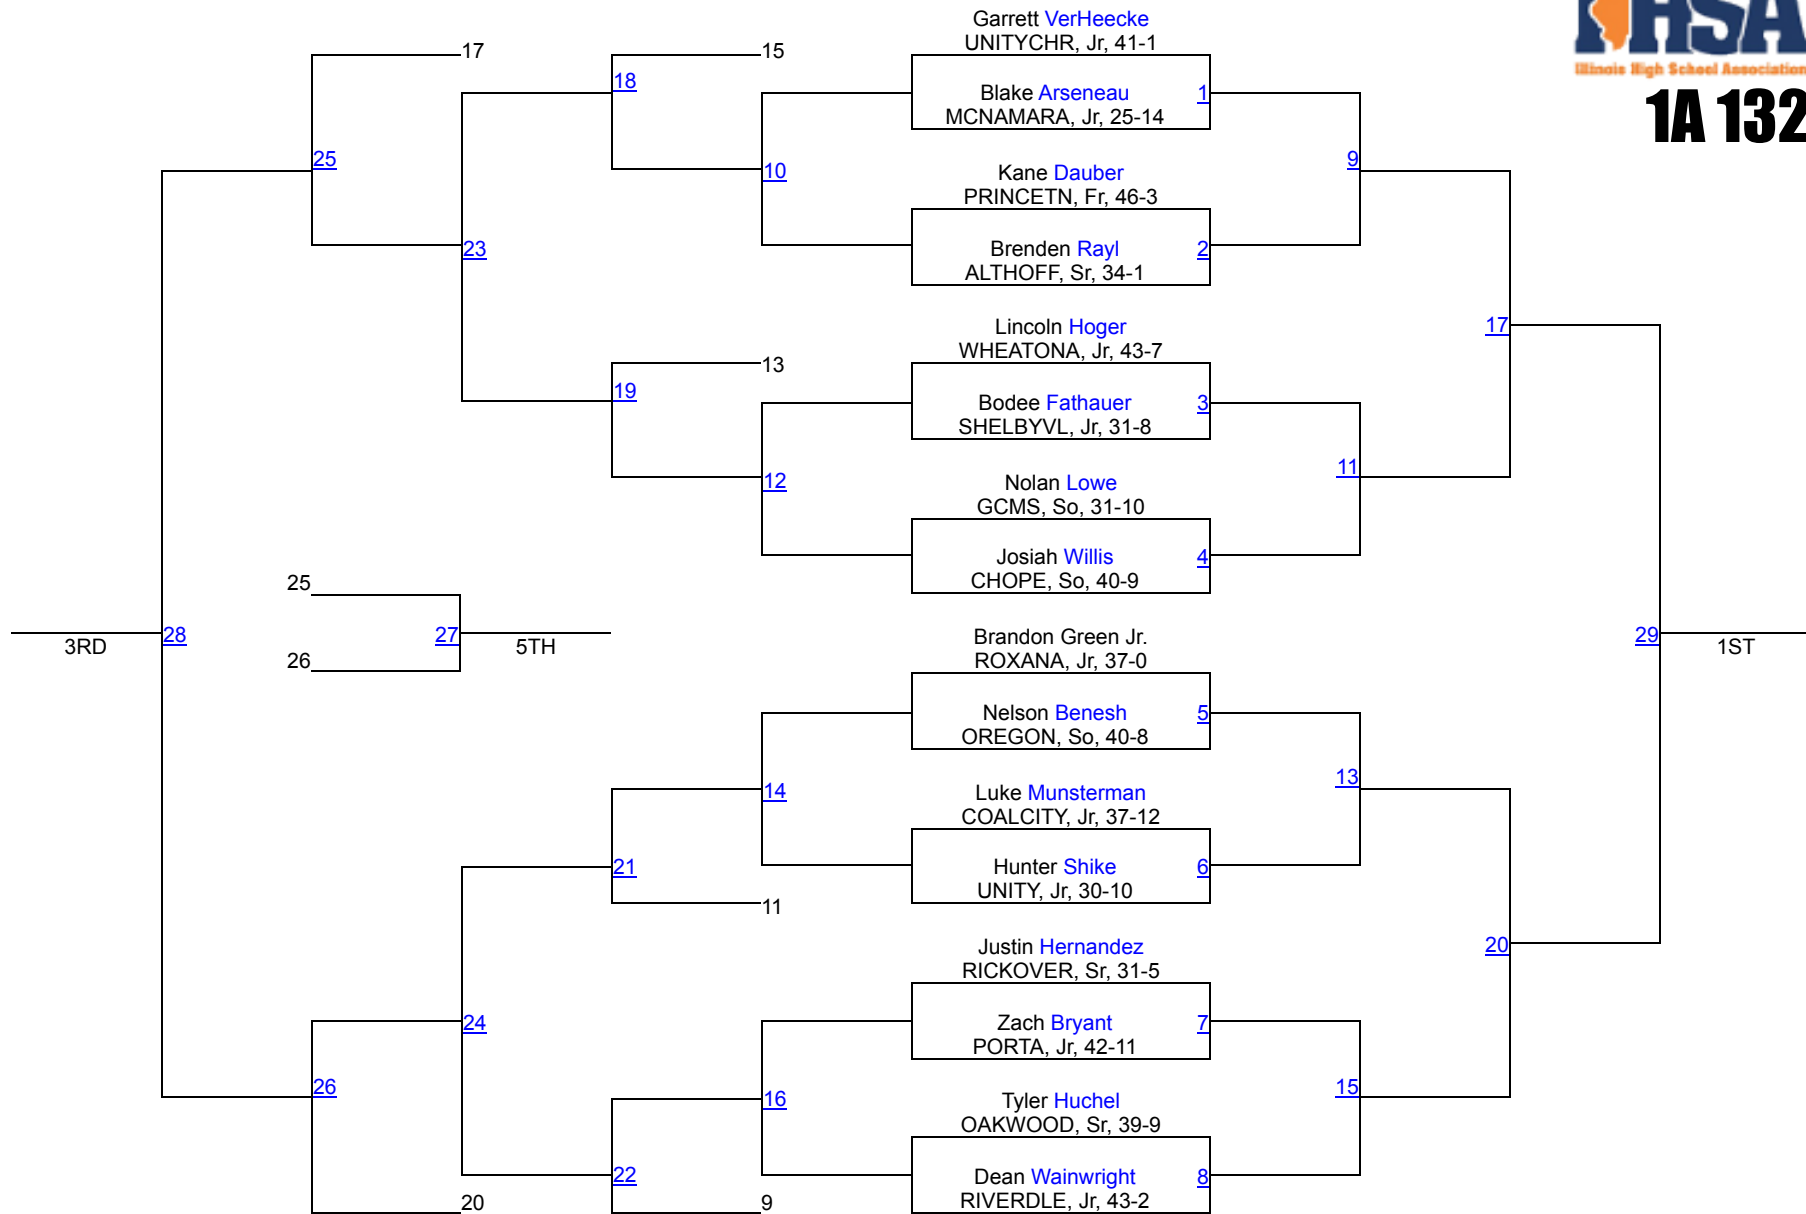 IHSA
Illinois High School Association
1A 132
Garrett VerHeecke
UNITYCHR, Jr, 41-1
17
15
18
Blake Arseneau
1
MCNAMARA, Jr, 25-14
25
9
10
Kane Dauber
PRINCETN, Fr, 46-3
23
Brenden Rayl
2
ALTHOFF, Sr, 34-1
Lincoln Hoger
17
WHEATONA, Jr, 43-7
13
19
Bodee Fathauer
3
SHELBYVL, Jr, 31-8
11
12
Nolan Lowe
GCMS, So, 31-10
Josiah Willis
4
CHOPE, So, 40-9
25
3RD
28
27
5TH
26
Brandon Green Jr.
ROXANA, Jr, 37-0
29
1ST
Nelson Benesh
5
OREGON, So, 40-8
13
14
Luke Munsterman
COALCITY, Jr, 37-12
21
Hunter Shike
6
UNITY, Jr, 30-10
11
Justin Hernandez
20
RICKOVER, Sr, 31-5
24
Zach Bryant
7
PORTA, Jr, 42-11
26
15
16
Tyler Huchel
OAKWOOD, Sr, 39-9
22
Dean Wainwright
8
RIVERDLE, Jr, 43-2
20
9